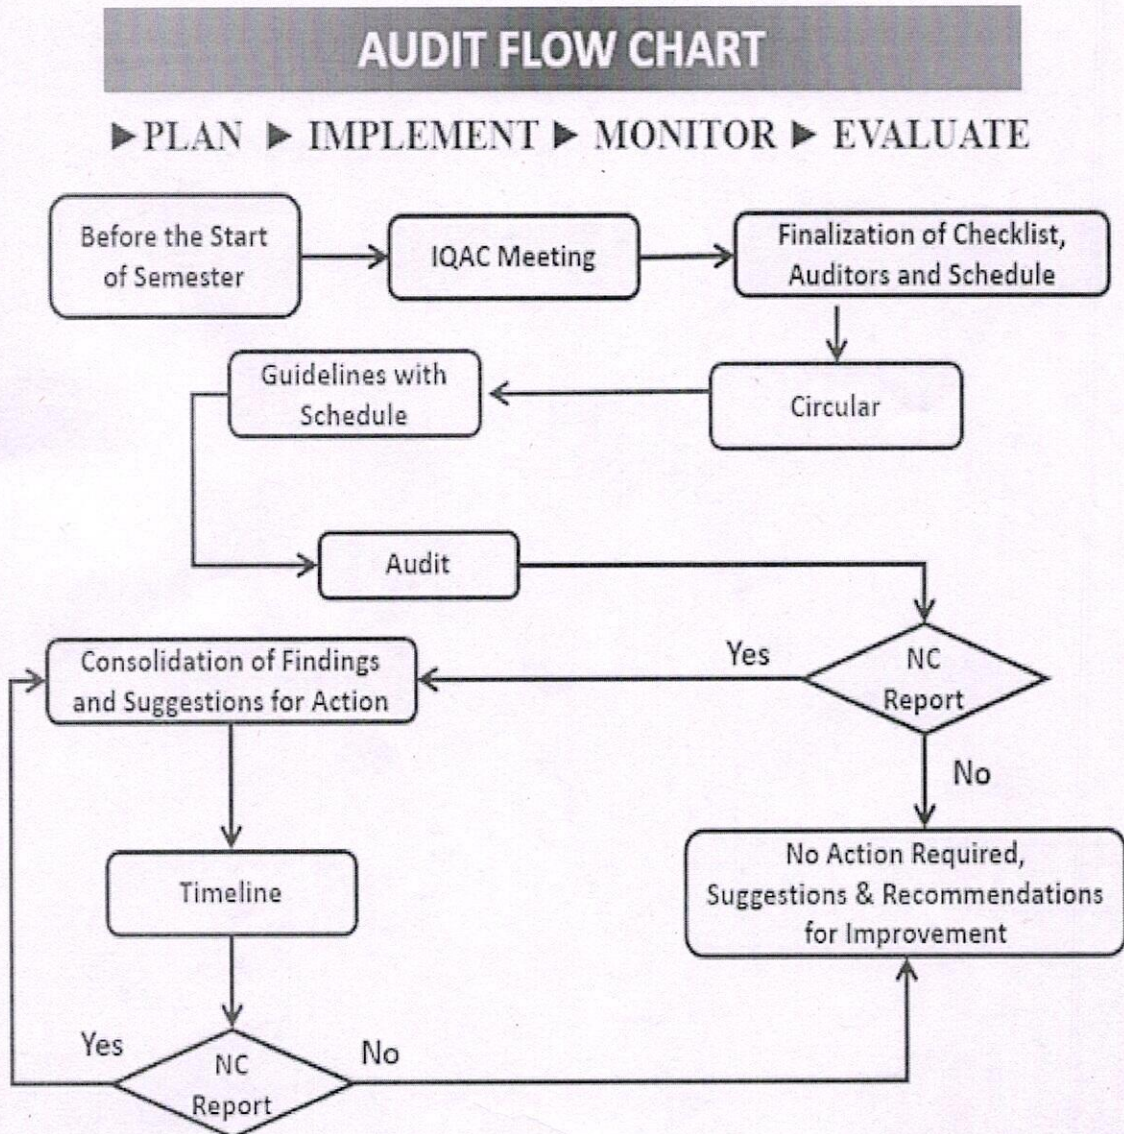 AUDIT FLOW CHART
▶PLAN ▶ IMPLEMENT ▶ MONITOR ▶ EVALUATE
Before the Start
of Semester
IQAC Meeting
Finalization of Checklist,
Auditors and Schedule
Guidelines with
Schedule
Circular
Audit
Yes
NC
Report
Consolidation of Findings
and Suggestions for Action
No
Timeline
No Action Required,
Suggestions & Recommendations
for Improvement
Yes
No
NC
Report